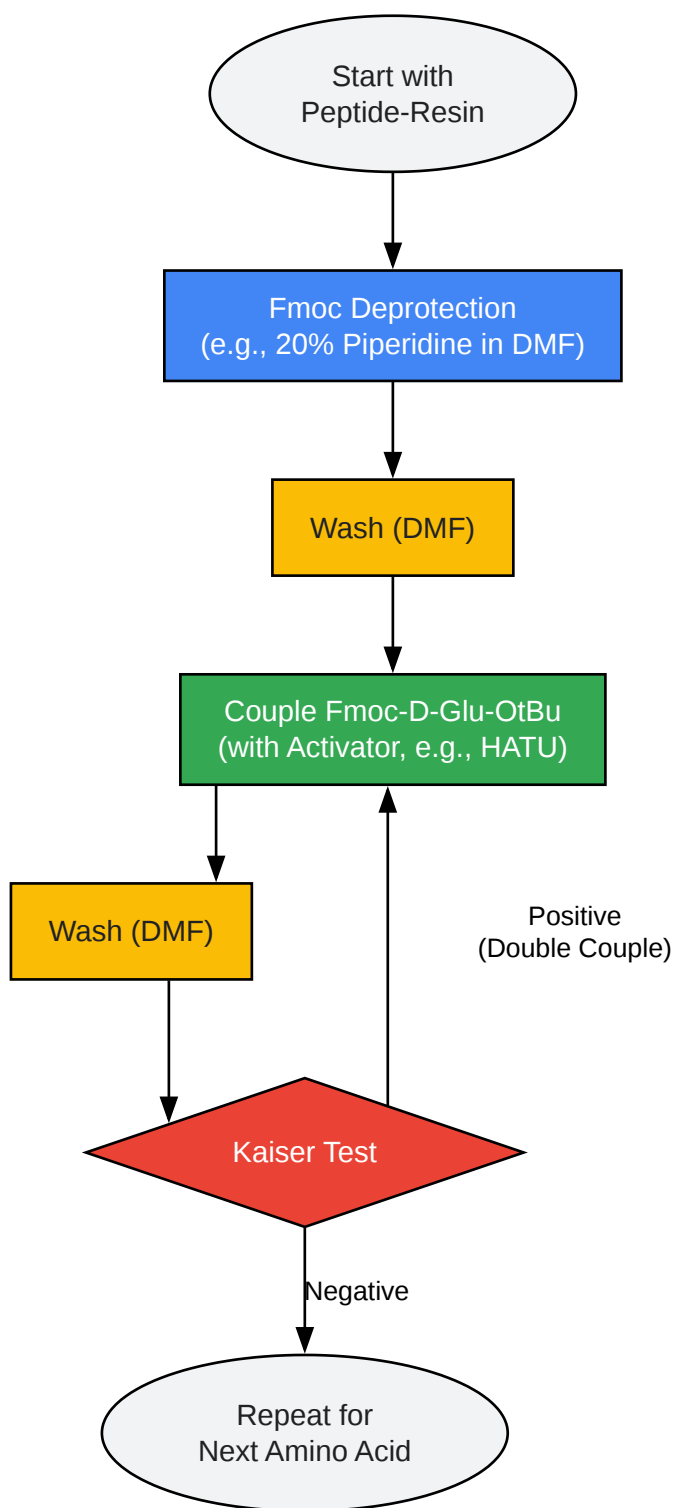 Start with
Peptide-Resin
Fmoc Deprotection
(e.g., 20% Piperidine in DMF)
Wash (DMF)
Couple Fmoc-D-Glu-OtBu
(with Activator, e.g., HATU)
Wash (DMF)
Positive
(Double Couple)
Kaiser Test
Negative
Repeat for
Next Amino Acid